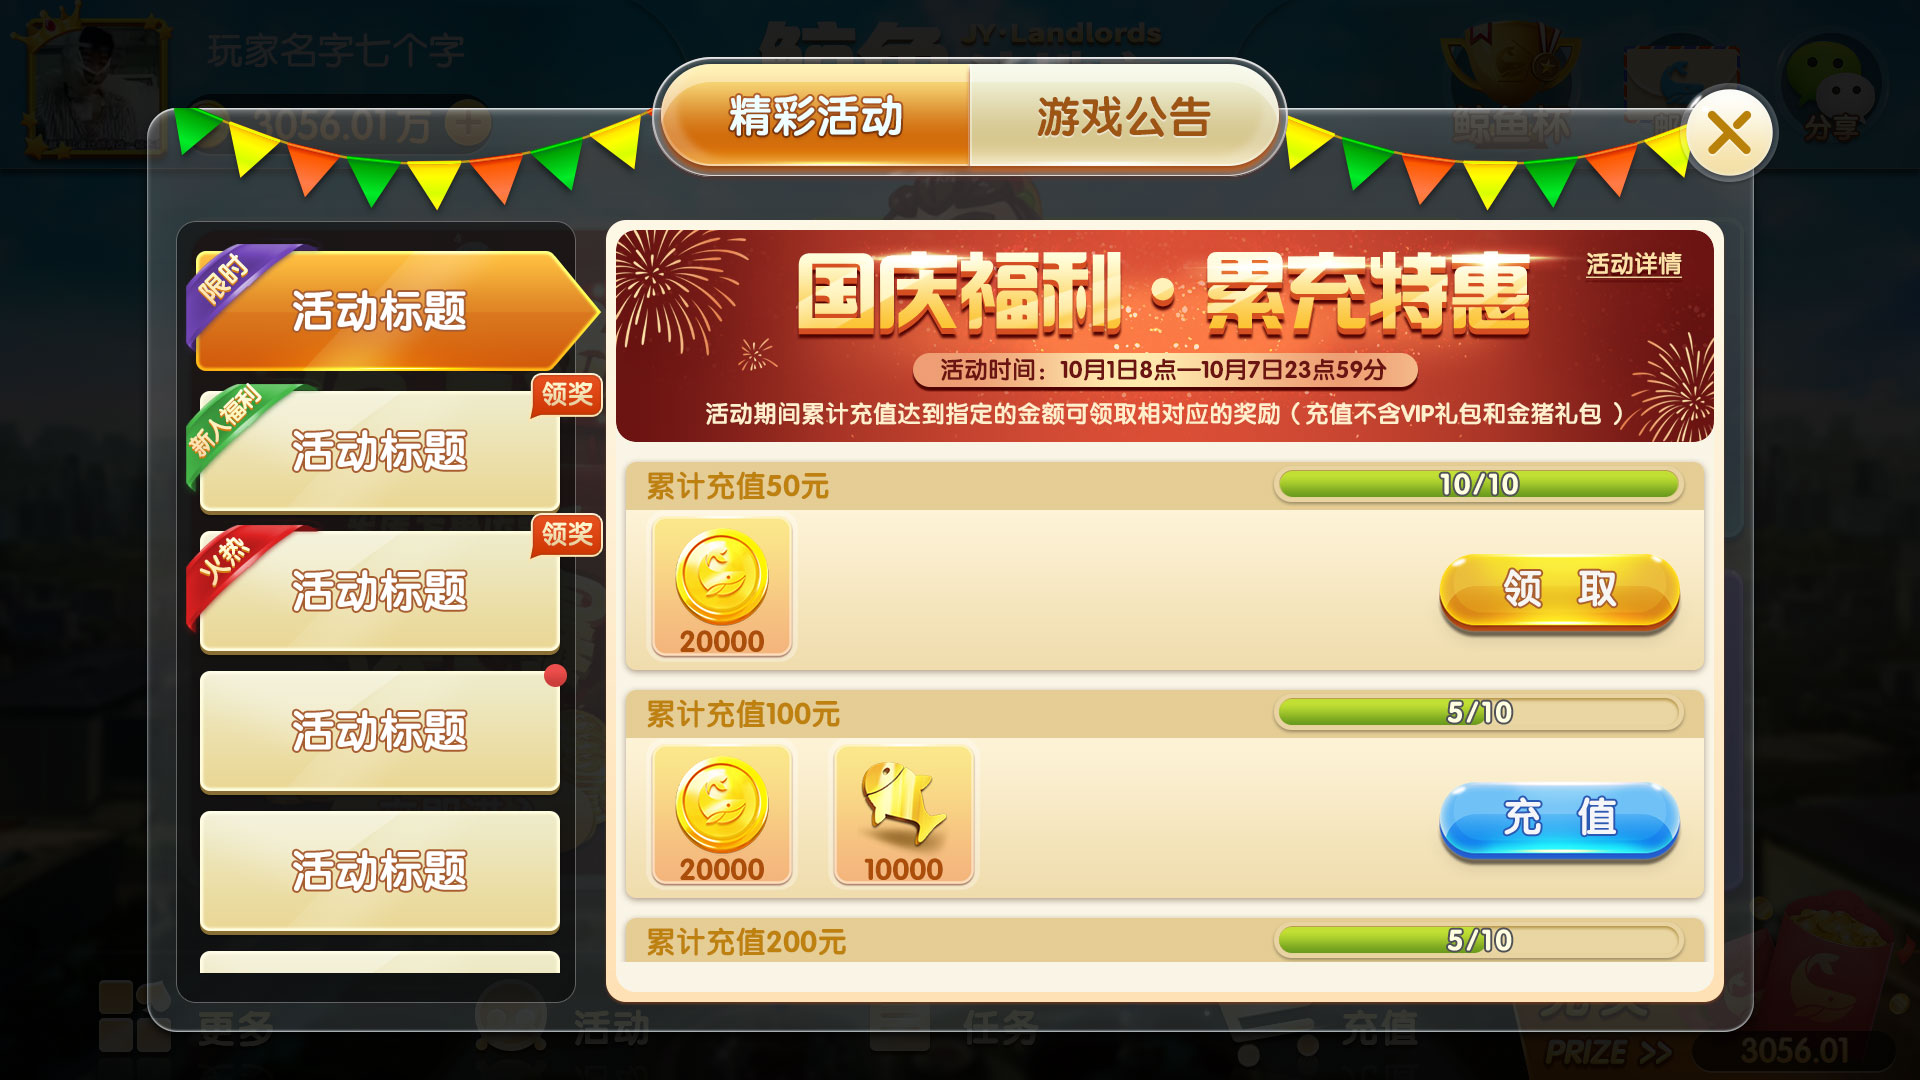 玩家名字七个字
JY·Landlords
3056.01万
鲸鱼杯
分享
精彩活动
游戏公告
限时
活动标题
新人福利
领奖
活动标题
火热
领奖
活动标题
活动标题
活动标题
国庆福利·累充特惠
活动详情
活动时间：10月1日8点—10月7日23点59分
活动期间累计充值达到指定的金额可领取相对应的奖励（充值不含VIP礼包和金猪礼包 ）
累计充值50元
10/10
20000
领 取
累计充值100元
5/10
20000
10000
充 值
累计充值200元
5/10
更多
活动
任务
充值
PRIZE >>
3056.01